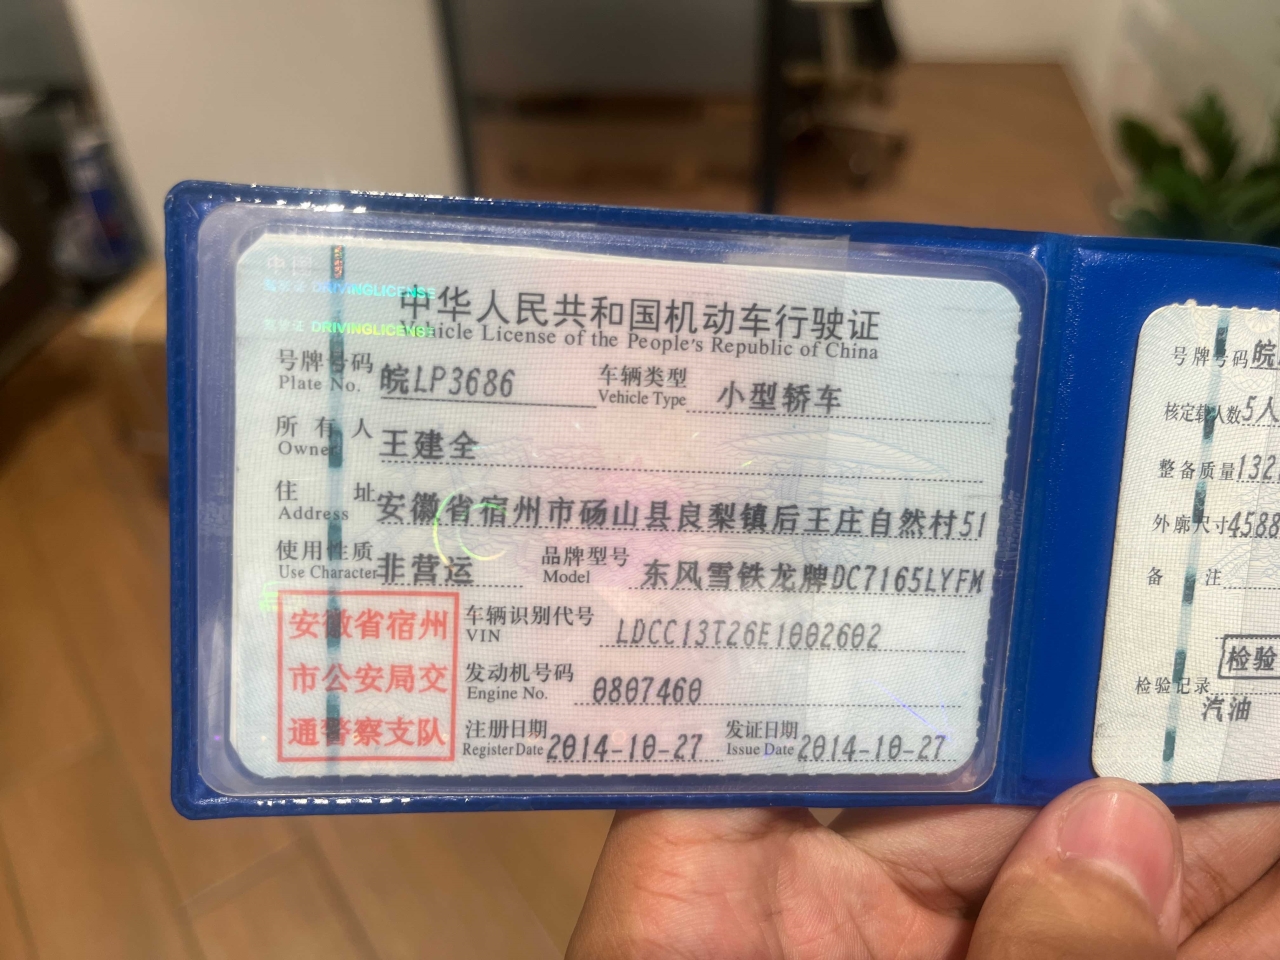 DRIVINGLICENSE
DRIVINGLICENSE
中华人民共和国机动车行驶证
Vehicle License of the People's Republic of China
号牌号码 皖LP3686 车辆类型 小型轿车
Plate No. Vehicle Type
所有人 王建全
Owner
住址 安徽省宿州市砀山县良梨镇后王庄自然村51
Address
使用性质 非营运 品牌型号 东风雪铁龙牌DC7165LYFM
Use Character Model
安徽省宿州
市公安局交
通警察支队
车辆识别代号 LDCC13T26E1002602
VIN
发动机号码 0807460
Engine No.
注册日期 2014-10-27 发证日期 2014-10-27
Register Date Issue Date
号牌号码 皖
核定载人数 5人
整备质量 132
外廓尺寸 4588
备注
检验
检验记录
汽油